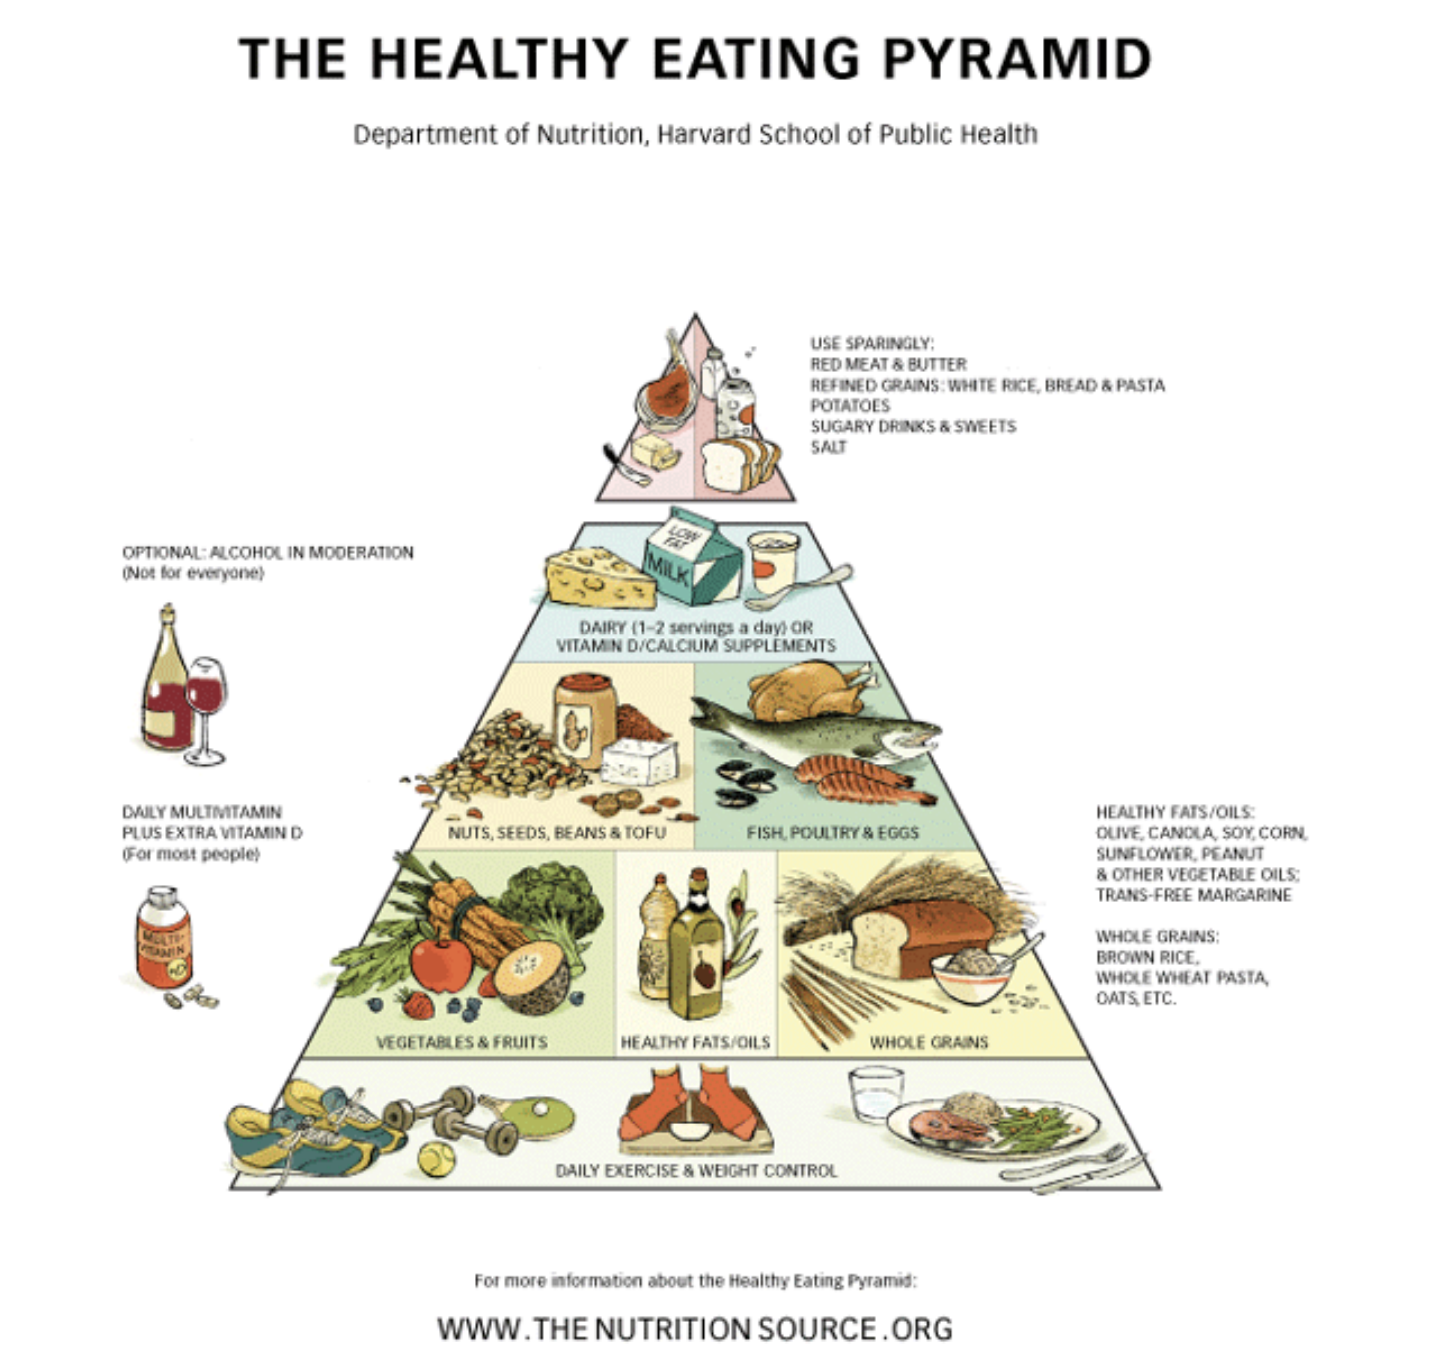 THE HEALTHY EATING PYRAMID
Department of Nutrition, Harvard School of Public Health
USE SPARINGLY:
RED MEAT & BUTTER
REFINED GRAINS: WHITE RICE, BREAD & PASTA
POTATOES
SUGARY DRINKS & SWEETS
SALT
OPTIONAL: ALCOHOL IN MODERATION
(Not for everyone)
LOW
FAT
MILK
DAIRY (1–2 servings a day) OR
VITAMIN D/CALCIUM SUPPLEMENTS
DAILY MULTIVITAMIN
PLUS EXTRA VITAMIN D
(For most people)
MULTI-
VITAMIN
+D
NUTS, SEEDS, BEANS & TOFU
FISH, POULTRY & EGGS
HEALTHY FATS/OILS:
OLIVE, CANOLA, SOY, CORN,
SUNFLOWER, PEANUT
& OTHER VEGETABLE OILS;
TRANS-FREE MARGARINE
WHOLE GRAINS:
BROWN RICE,
WHOLE WHEAT PASTA,
OATS, ETC.
VEGETABLES & FRUITS
HEALTHY FATS/OILS
WHOLE GRAINS
DAILY EXERCISE & WEIGHT CONTROL
For more information about the Healthy Eating Pyramid:
WWW.THENUTRITIONSOURCE.ORG